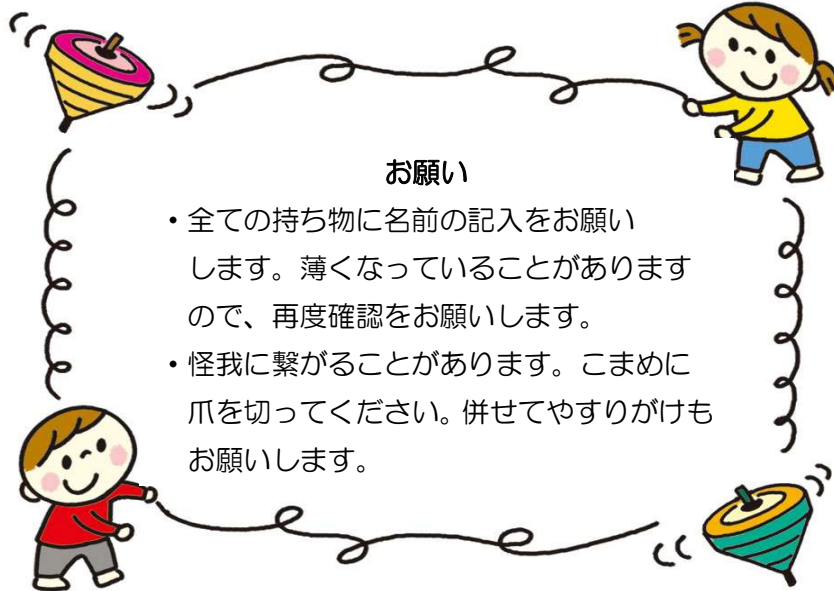 お願い
・全ての持ち物に名前の記入をお願い
します。薄くなっていることがあります
ので、再度確認をお願いします。
・怪我に繋がることがあります。こまめに
爪を切ってください。併せてやすりがけも
お願いします。